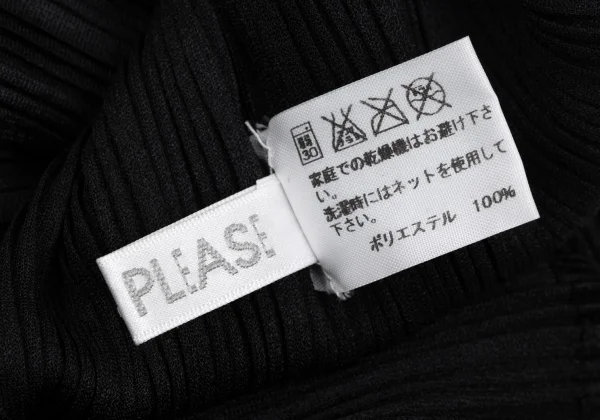 30
家庭での乾燥機はお避け下さ
い。
洗濯時にはネットを使用して
下さい。
ポリエステル 100%
PLEASE